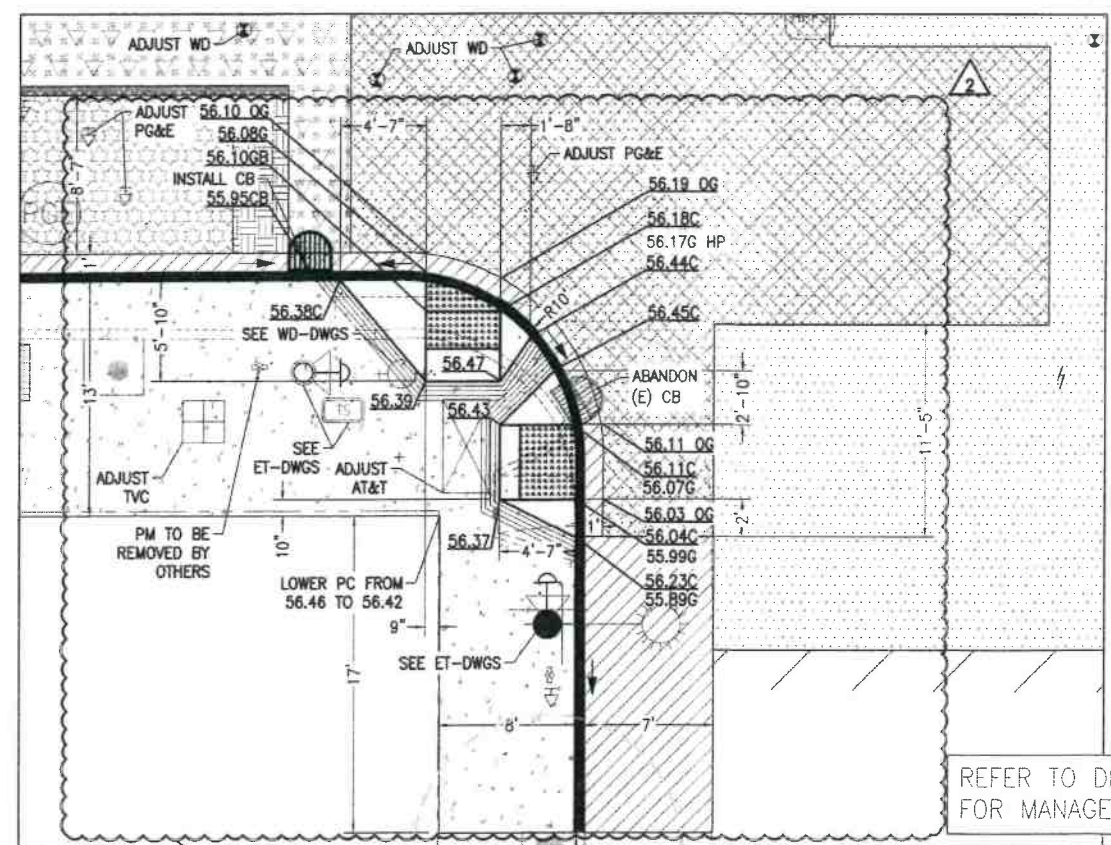 ADJUST WD
ADJUST WD
2
ADJUST
PG&E
56.10 OG
56.08G
56.10GB
INSTALL CB
55.95CB
4'-7"
1'-8"
ADJUST PG&E
8'-7"
1'
56.19 OG
56.18C
56.17G HP
56.44C
56.45C
R10'
56.38C
SEE WD-DWGS
5'-10"
13'
56.47
56.39
56.43
TS
SEE
ET-DWGS
ADJUST
AT&T
ADJUST
TVC
PM TO BE
REMOVED BY
OTHERS
ABANDON
(E) CB
2'-10"
11'-5"
56.11 OG
56.11C
56.07G
56.03 OG
2'
1'
56.04C
55.99G
56.37
4'-7"
56.23C
55.89G
10"
LOWER PC FROM
56.46 TO 56.42
9"
SEE ET-DWGS
17'
8'
7'
REFER TO
FOR MANAGE